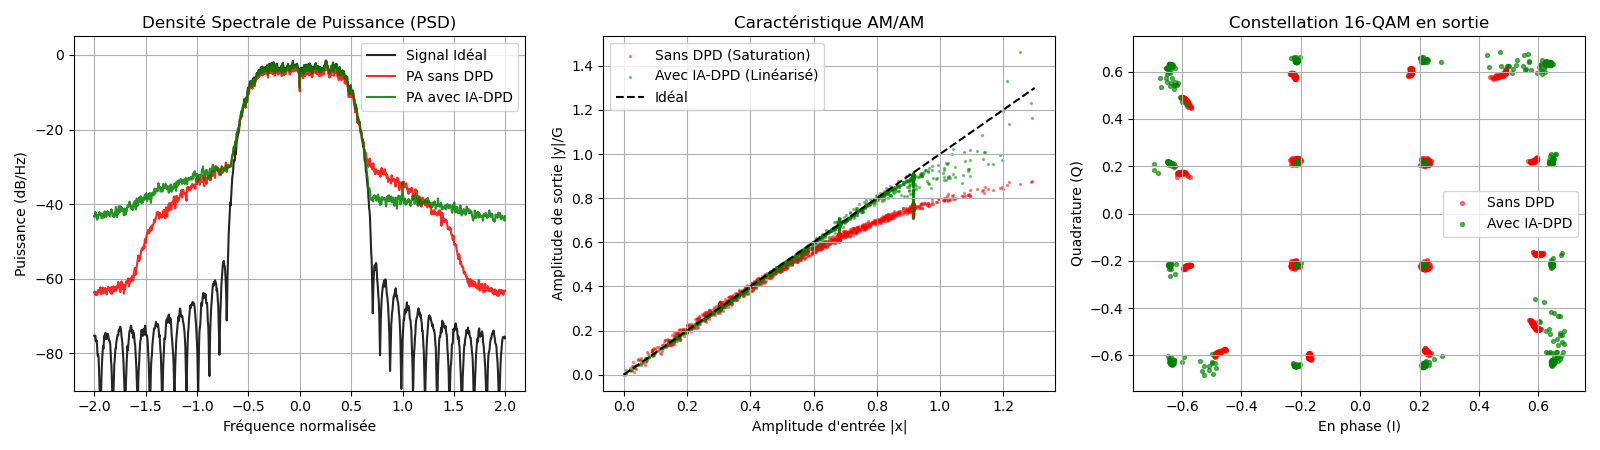 Densité Spectrale de Puissance (PSD)
Signal Idéal
PA sans DPD
PA avec IA-DPD
Puissance (dB/Hz)
0
−20
−40
−60
−80
−2.0 −1.5 −1.0 −0.5 0.0 0.5 1.0 1.5 2.0
Fréquence normalisée
Caractéristique AM/AM
Sans DPD (Saturation)
Avec IA-DPD (Linéarisé)
Idéal
Amplitude de sortie |y|/G
1.4
1.2
1.0
0.8
0.6
0.4
0.2
0.0
0.0 0.2 0.4 0.6 0.8 1.0 1.2
Amplitude d'entrée |x|
Constellation 16-QAM en sortie
Sans DPD
Avec IA-DPD
Quadrature (Q)
0.6
0.4
0.2
0.0
−0.2
−0.4
−0.6
−0.6 −0.4 −0.2 0.0 0.2 0.4 0.6
En phase (I)